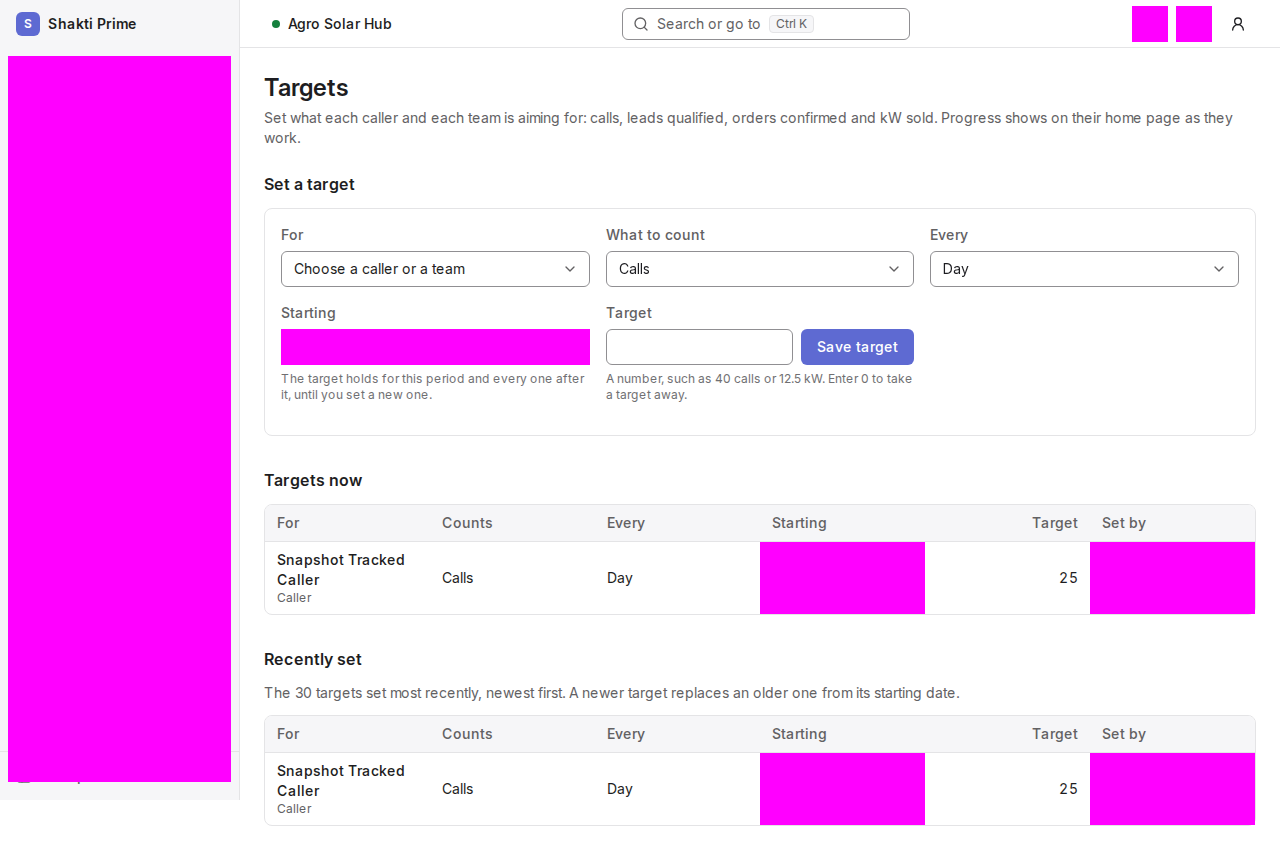 S Shakti Prime
Agro Solar Hub
Search or go to Ctrl K
Targets
Set what each caller and each team is aiming for: calls, leads qualified, orders confirmed and kW sold. Progress shows on their home page as they
work.
Set a target
For What to count Every
Choose a caller or a team Calls Day
Starting Target
Save target
The target holds for this period and every one after
it, until you set a new one.
A number, such as 40 calls or 12.5 kW. Enter 0 to take
a target away.
Targets now
For Counts Every Starting Target Set by
Snapshot Tracked
Caller
Caller
Calls Day 25
Recently set
The 30 targets set most recently, newest first. A newer target replaces an older one from its starting date.
For Counts Every Starting Target Set by
Snapshot Tracked
Caller
Caller
Calls Day 25